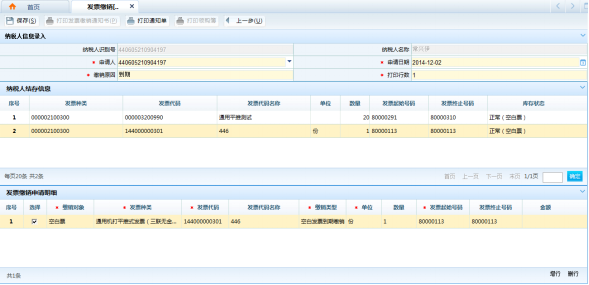 首页 发票缴销[.. ×
保存(S) 打印发票缴销通知书(P) 打印通知单 打印领购簿 上一步(U)
纳税人信息录入
纳税人识别号 440605210904197 纳税人名称
* 申请人 440605210904197 * 申请日期 2014-12-02
* 缴销原因 到期 * 打印行数 1
纳税人结存信息
序号 发票种类 发票代码 发票代码名称 单位 数量 发票起始号码 发票终止号码 库存状态
1 000002100300 000003200990 通用平推测试 20 80000291 80000310 正常(空白票)
2 000002100300 144000000301 446 份 1 80000113 80000113 正常(空白票)
每页20条 共2条 首页 上一页 下一页 末页 1/1页 确定
发票缴销申请明细
序号 选择 * 缴销对象 * 发票种类 * 发票代码 发票代码名称 * 缴销类型 * 单位 数量 * 发票起始号码 发票终止号码 金额
1 空白票 通用机打平推式发票(三联无金... 144000000301 446 空白发票到期缴销 份 1 80000113 80000113
共1条 增行 删行